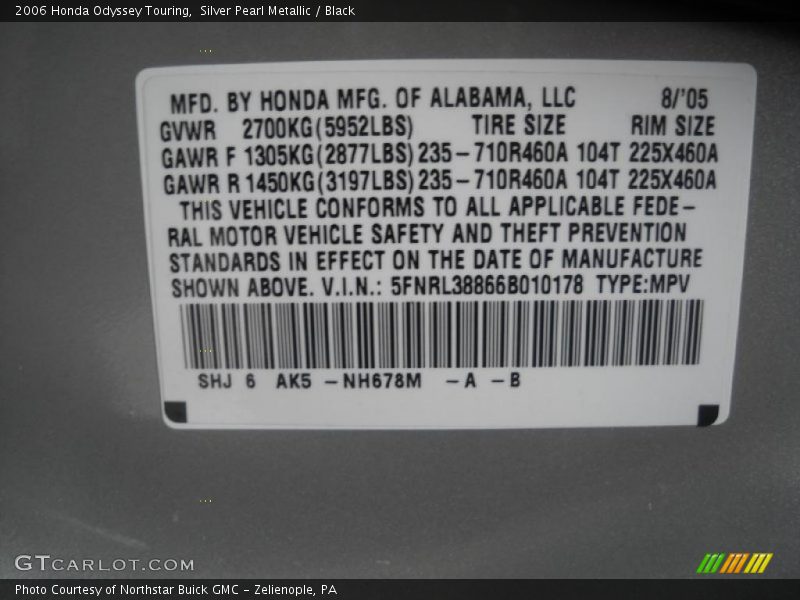 2006 Honda Odyssey Touring, Silver Pearl Metallic / Black
MFD. BY HONDA MFG. OF ALABAMA, LLC 8/'05
GVWR 2700KG(5952LBS) TIRE SIZE RIM SIZE
GAWR F 1305KG(2877LBS) 235-710R460A 104T 225X460A
GAWR R 1450KG(3197LBS) 235-710R460A 104T 225X460A
THIS VEHICLE CONFORMS TO ALL APPLICABLE FEDE-
RAL MOTOR VEHICLE SAFETY AND THEFT PREVENTION
STANDARDS IN EFFECT ON THE DATE OF MANUFACTURE
SHOWN ABOVE. V.I.N.: 5FNRL38866B010178 TYPE:MPV
SHJ 6 AK5 -NH678M -A -B
GTCARLOT.COM
Photo Courtesy of Northstar Buick GMC - Zelienople, PA